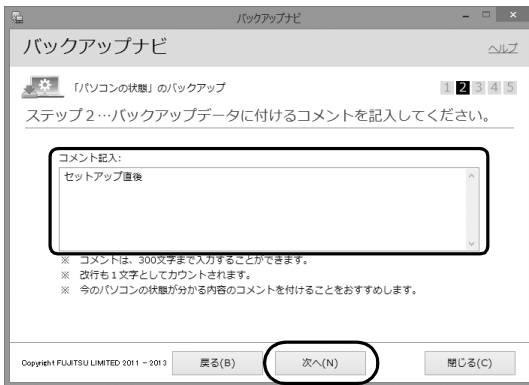 バックアップナビ
バックアップナビ
ヘルプ
「パソコンの状態」のバックアップ
1 2 3 4 5
ステップ２…バックアップデータに付けるコメントを記入してください。
コメント記入:
セットアップ直後
※ コメントは、300文字まで入力することができます。
※ 改行も１文字としてカウントされます。
※ 今のパソコンの状態が分かる内容のコメントを付けることをおすすめします。
Copyright FUJITSU LIMITED 2011 - 2013
戻る(B)
次へ(N)
閉じる(C)